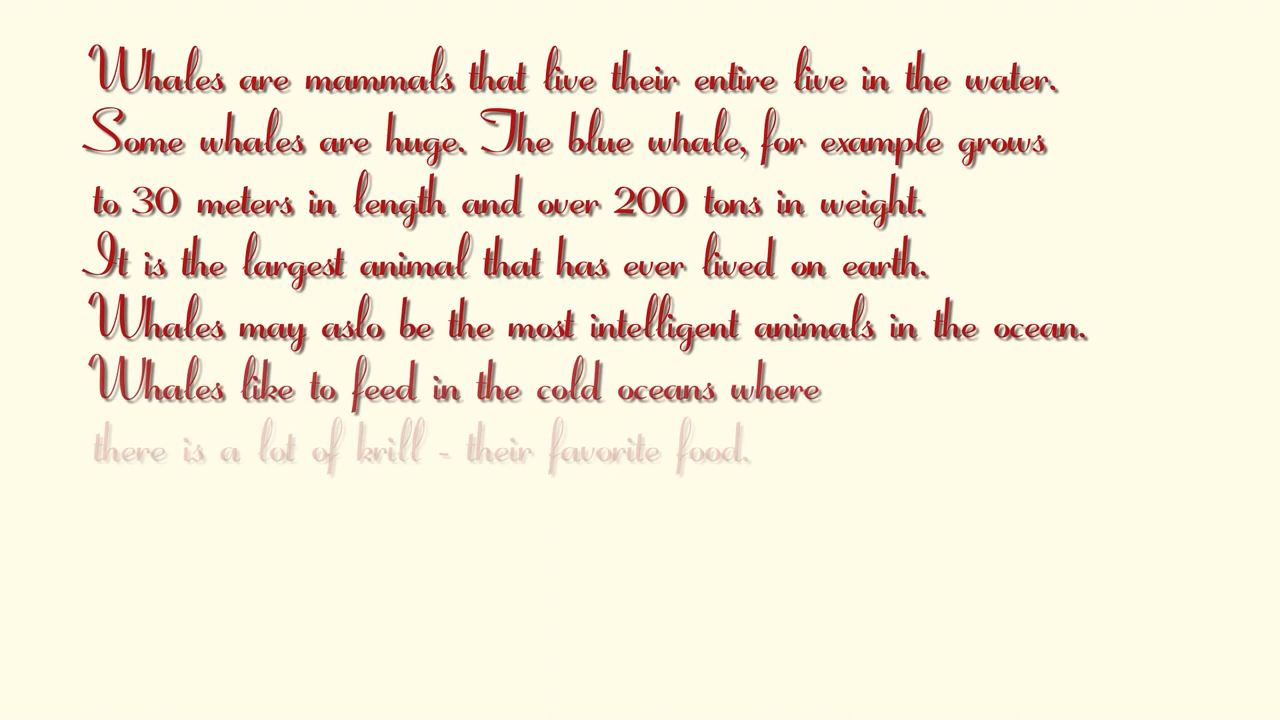 Whales are mammals that live their entire live in the water.
Some whales are huge. The blue whale, for example grows
to 30 meters in length and over 200 tons in weight.
It is the largest animal that has ever lived on earth.
Whales may aslo be the most intelligent animals in the ocean.
Whales like to feed in the cold oceans where
there is a lot of krill - their favorite food.